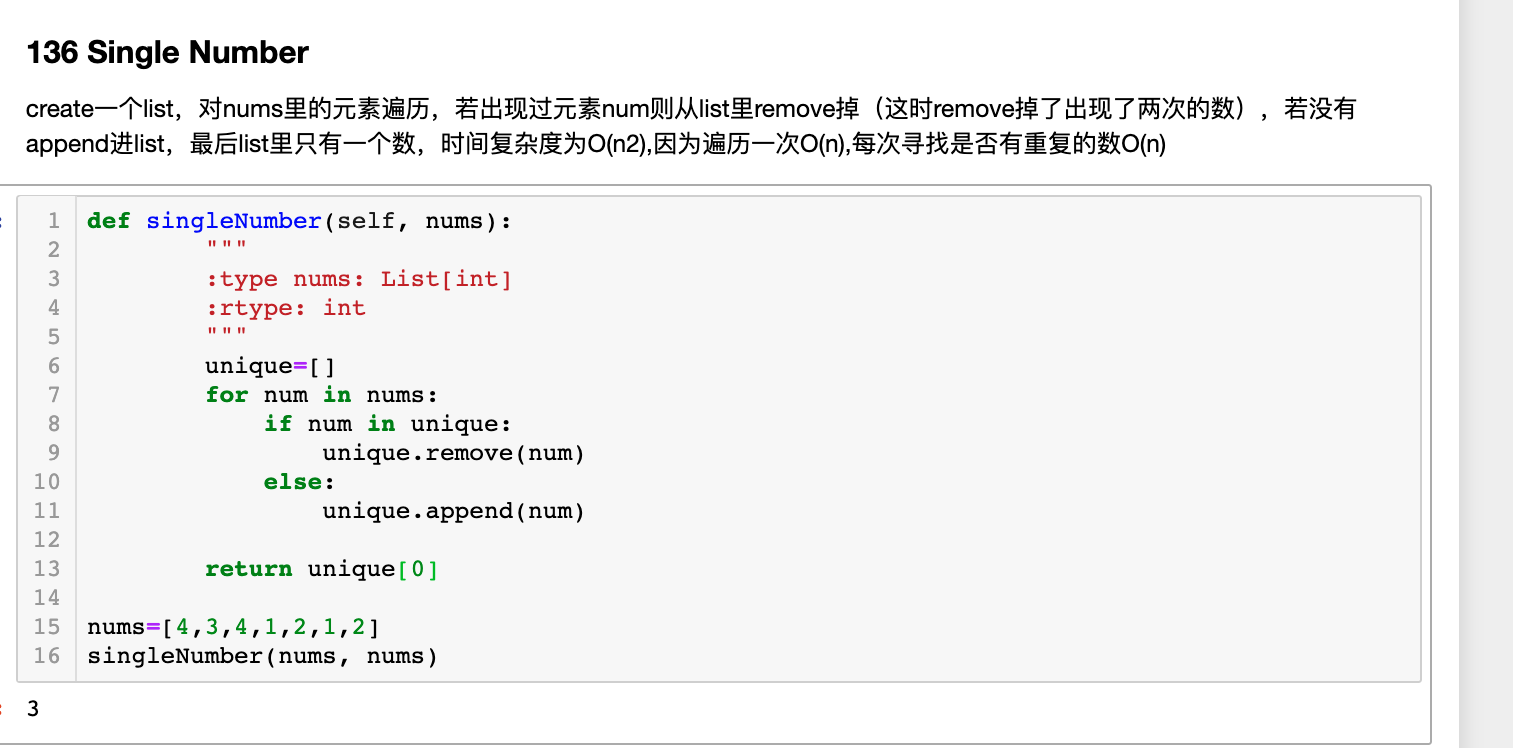 136 Single Number
create一个list，对nums里的元素遍历，若出现过元素num则从list里remove掉（这时remove掉了出现了两次的数），若没有
append进list，最后list里只有一个数，时间复杂度为O(n2),因为遍历一次O(n),每次寻找是否有重复的数O(n)
1 def singleNumber(self, nums):
2         """
3         :type nums: List[int]
4         :rtype: int
5         """
6         unique=[]
7         for num in nums:
8             if num in unique:
9                 unique.remove(num)
10             else:
11                 unique.append(num)
12
13         return unique[0]
14
15 nums=[4,3,4,1,2,1,2]
16 singleNumber(nums, nums)
3